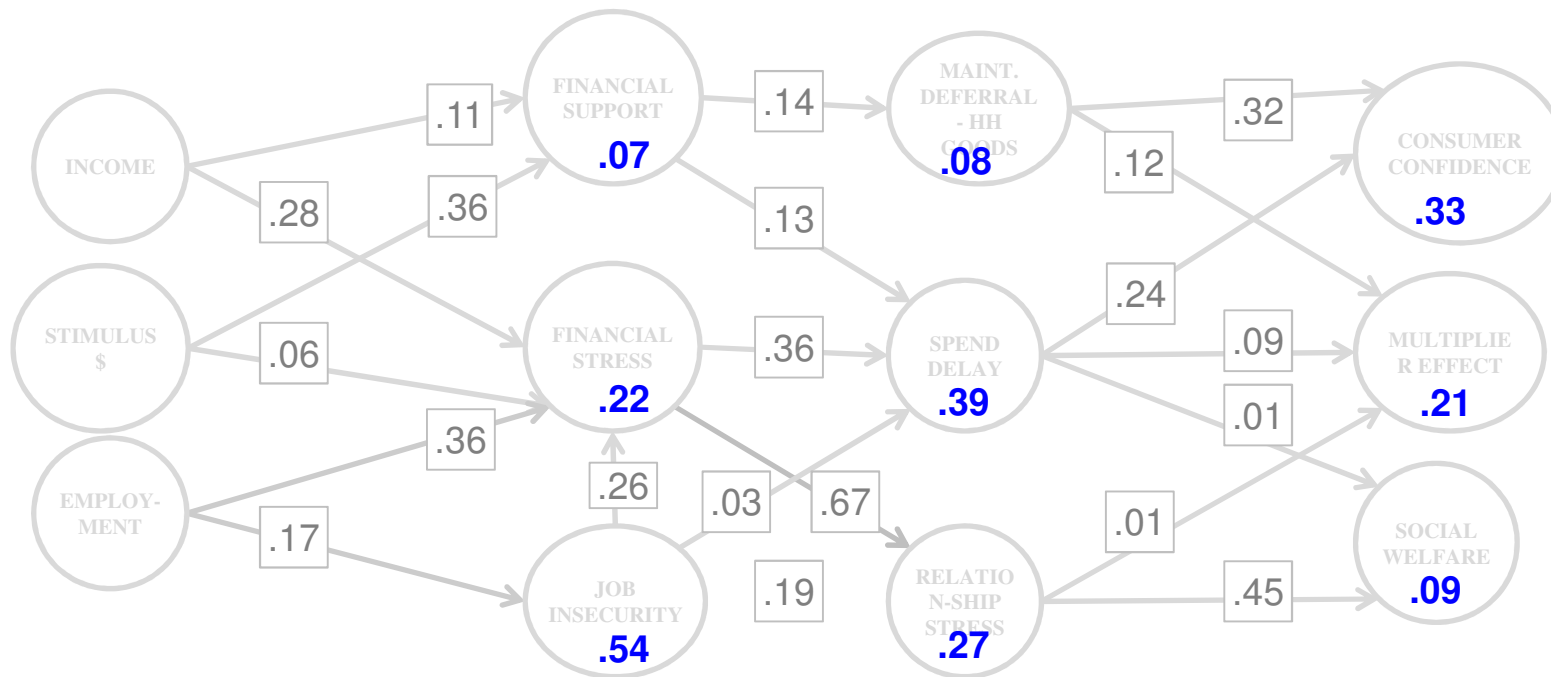 INCOME
STIMULUS
$
EMPLOY-
MENT
.11
.28
.36
.06
.36
.17
FINANCIAL
SUPPORT
.07
FINANCIAL
STRESS
.22
.26
JOB
INSECURITY
.54
.14
.13
.36
.03
.67
.19
MAINT.
DEFERRAL
- HH
GOODS
.08
SPEND
DELAY
.39
RELATIO
N-SHIP
STRESS
.27
.32
.12
.24
.09
.01
.01
.45
CONSUMER
CONFIDENCE
.33
MULTIPLIE
R EFFECT
.21
SOCIAL
WELFARE
.09